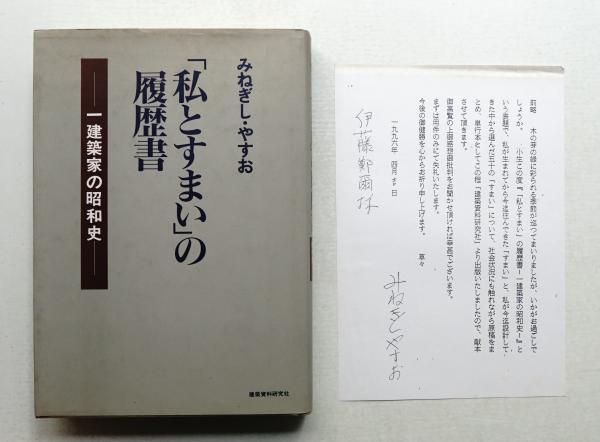 みねぎし・やすお
「私とすまい」の
履歴書
一建築家の昭和史
建築資料研究社
前略　木の芽の緑に彩られる季節が巡ってまいりましたが、いかがお過ごしで
しょうか。　小生この度『「私とすまい」の履歴書－一建築家の昭和史－』と
いう表題で、私が生まれてから今迄住んできた「すまい」と、私が今迄設計して
きた中から選んだ五十の「すまい」について、社会状況にも触れながら原稿をま
とめ、単行本としてこの程「建築資料研究社」より出版いたしましたので、献本
させて頂きます。
御高覧の上御感想御批判をお聞かせ頂ければ幸甚でございます。
まずは用件のみにて失礼いたします。
今後の御健勝を心からお祈り申し上げます。　草々
一九九六年　四月　日
伊藤鄭爾様
みねぎしやすお